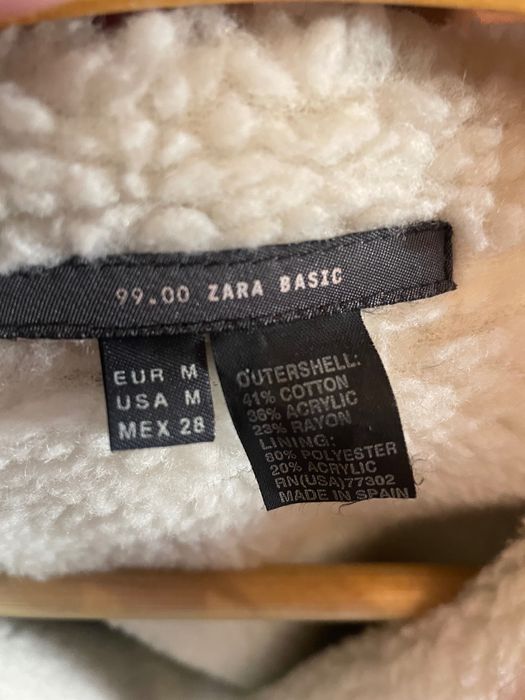 99.00 ZARA BASIC
EUR M
USA M
MEX 28
OUTERSHELL:
41% COTTON
36% ACRYLIC
23% RAYON
LINING:
80% POLYESTER
20% ACRYLIC
RN(USA)77302
MADE IN SPAIN